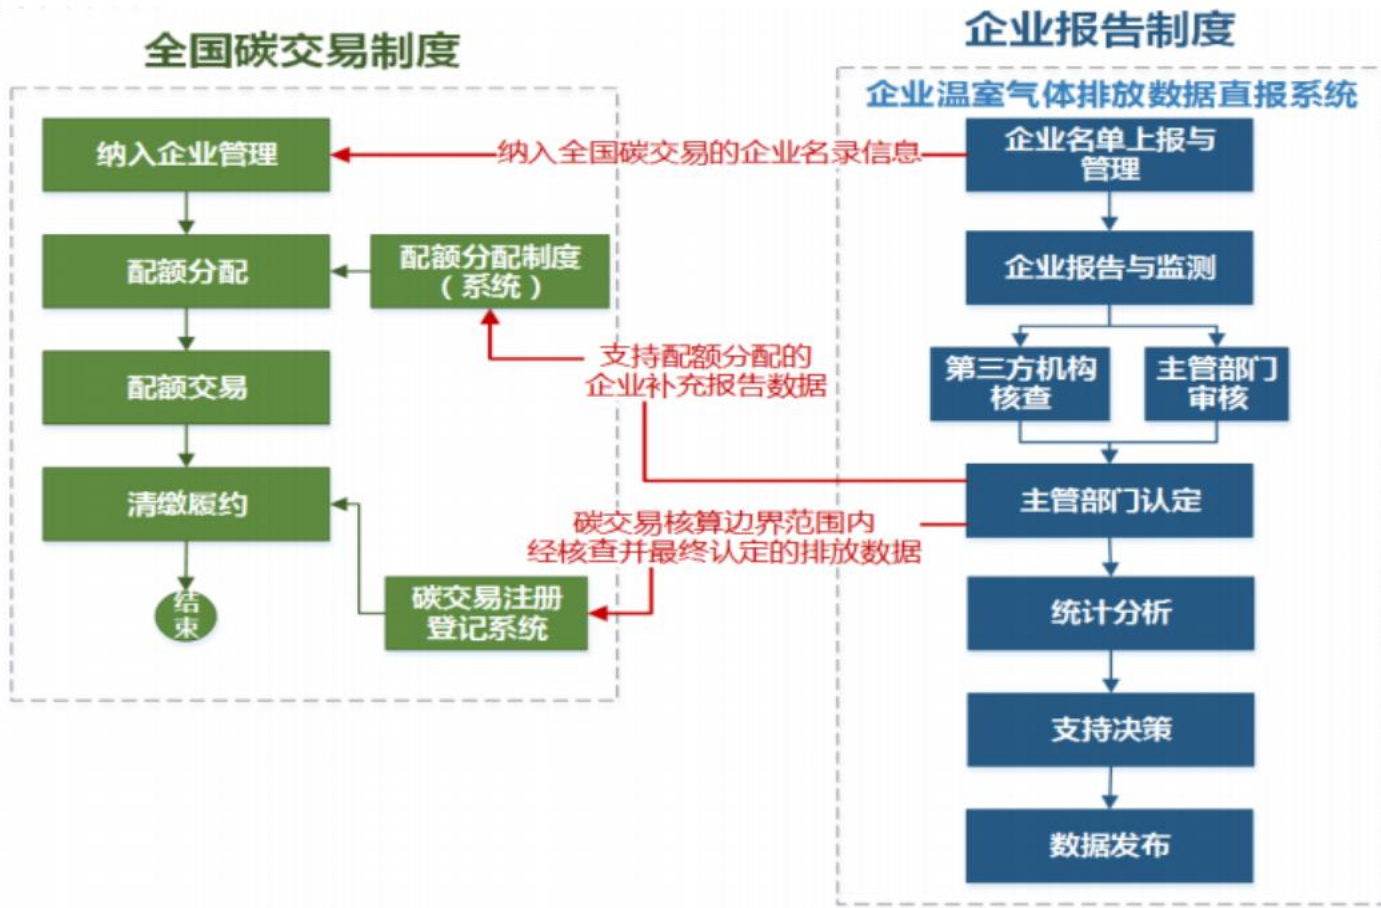 全国碳交易制度
纳入企业管理
配额分配
配额分配制度
（系统）
配额交易
清缴履约
结
束
碳交易注册
登记系统
纳入全国碳交易的企业名录信息
支持配额分配的
企业补充报告数据
碳交易核算边界范围内
经核查并最终认定的排放数据
企业报告制度
企业温室气体排放数据直报系统
企业名单上报与
管理
企业报告与监测
第三方机构
核查
主管部门
审核
主管部门认定
统计分析
支持决策
数据发布